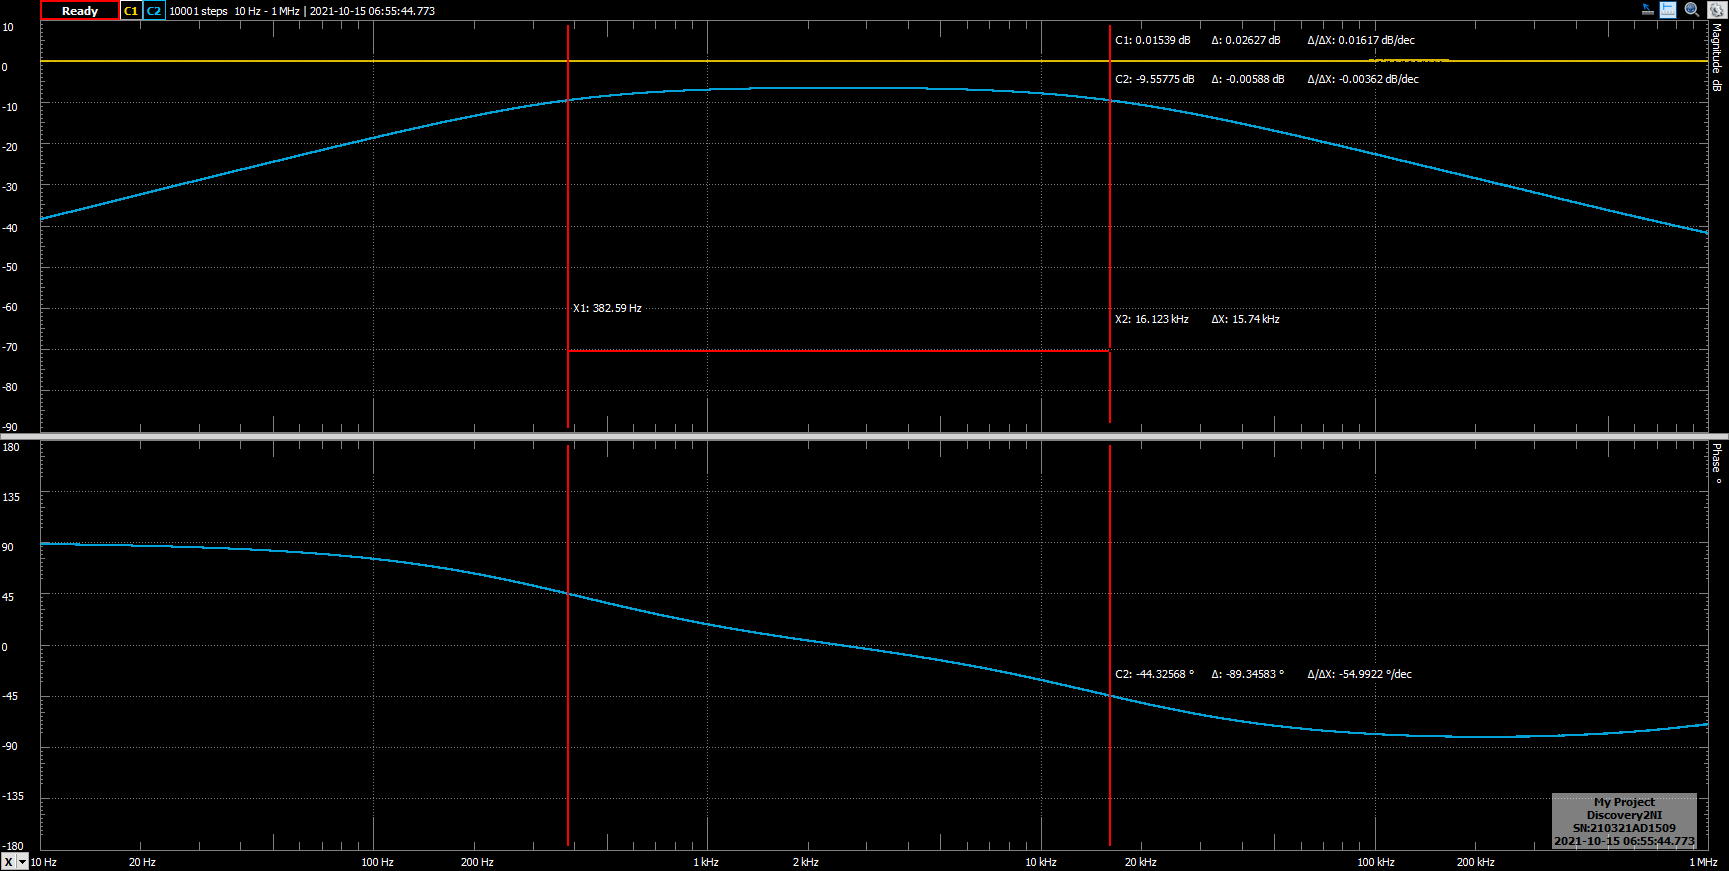 Ready C1 C2 10001 steps 10 Hz - 1 MHz | 2021-10-15 06:55:44.773
10
0
-10
-20
-30
-40
-50
-60
-70
-80
-90
Magnitude dB
C1: 0.01539 dB Δ: 0.02627 dB Δ/ΔX: 0.01617 dB/dec
C2: -9.55775 dB Δ: -0.00588 dB Δ/ΔX: -0.00362 dB/dec
X1: 382.59 Hz
X2: 16.123 kHz ΔX: 15.74 kHz
180
135
90
45
0
-45
-90
-135
-180
Phase °
C2: -44.32568 ° Δ: -89.34583 ° Δ/ΔX: -54.9922 °/dec
My Project
Discovery2NI
SN:210321AD1509
2021-10-15 06:55:44.773
X 10 Hz 20 Hz 100 Hz 200 Hz 1 kHz 2 kHz 10 kHz 20 kHz 100 kHz 200 kHz 1 MHz